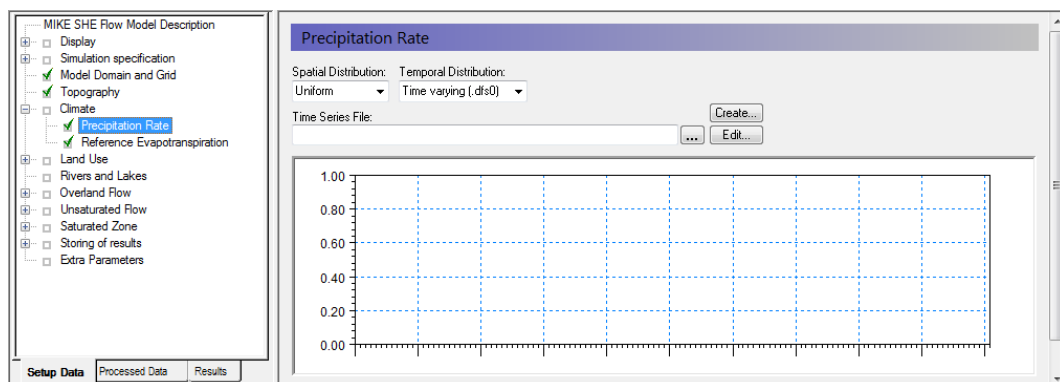 MIKE SHE Flow Model Description
Display
Simulation specification
Model Domain and Grid
Topography
Climate
Precipitation Rate
Reference Evapotranspiration
Land Use
Rivers and Lakes
Overland Flow
Unsaturated Flow
Saturated Zone
Storing of results
Extra Parameters
Setup Data Processed Data Results
Precipitation Rate
Spatial Distribution: Temporal Distribution:
Uniform Time varying (.dfs0)
Time Series File:
Create...
... Edit...
1.00
0.80
0.60
0.40
0.20
0.00